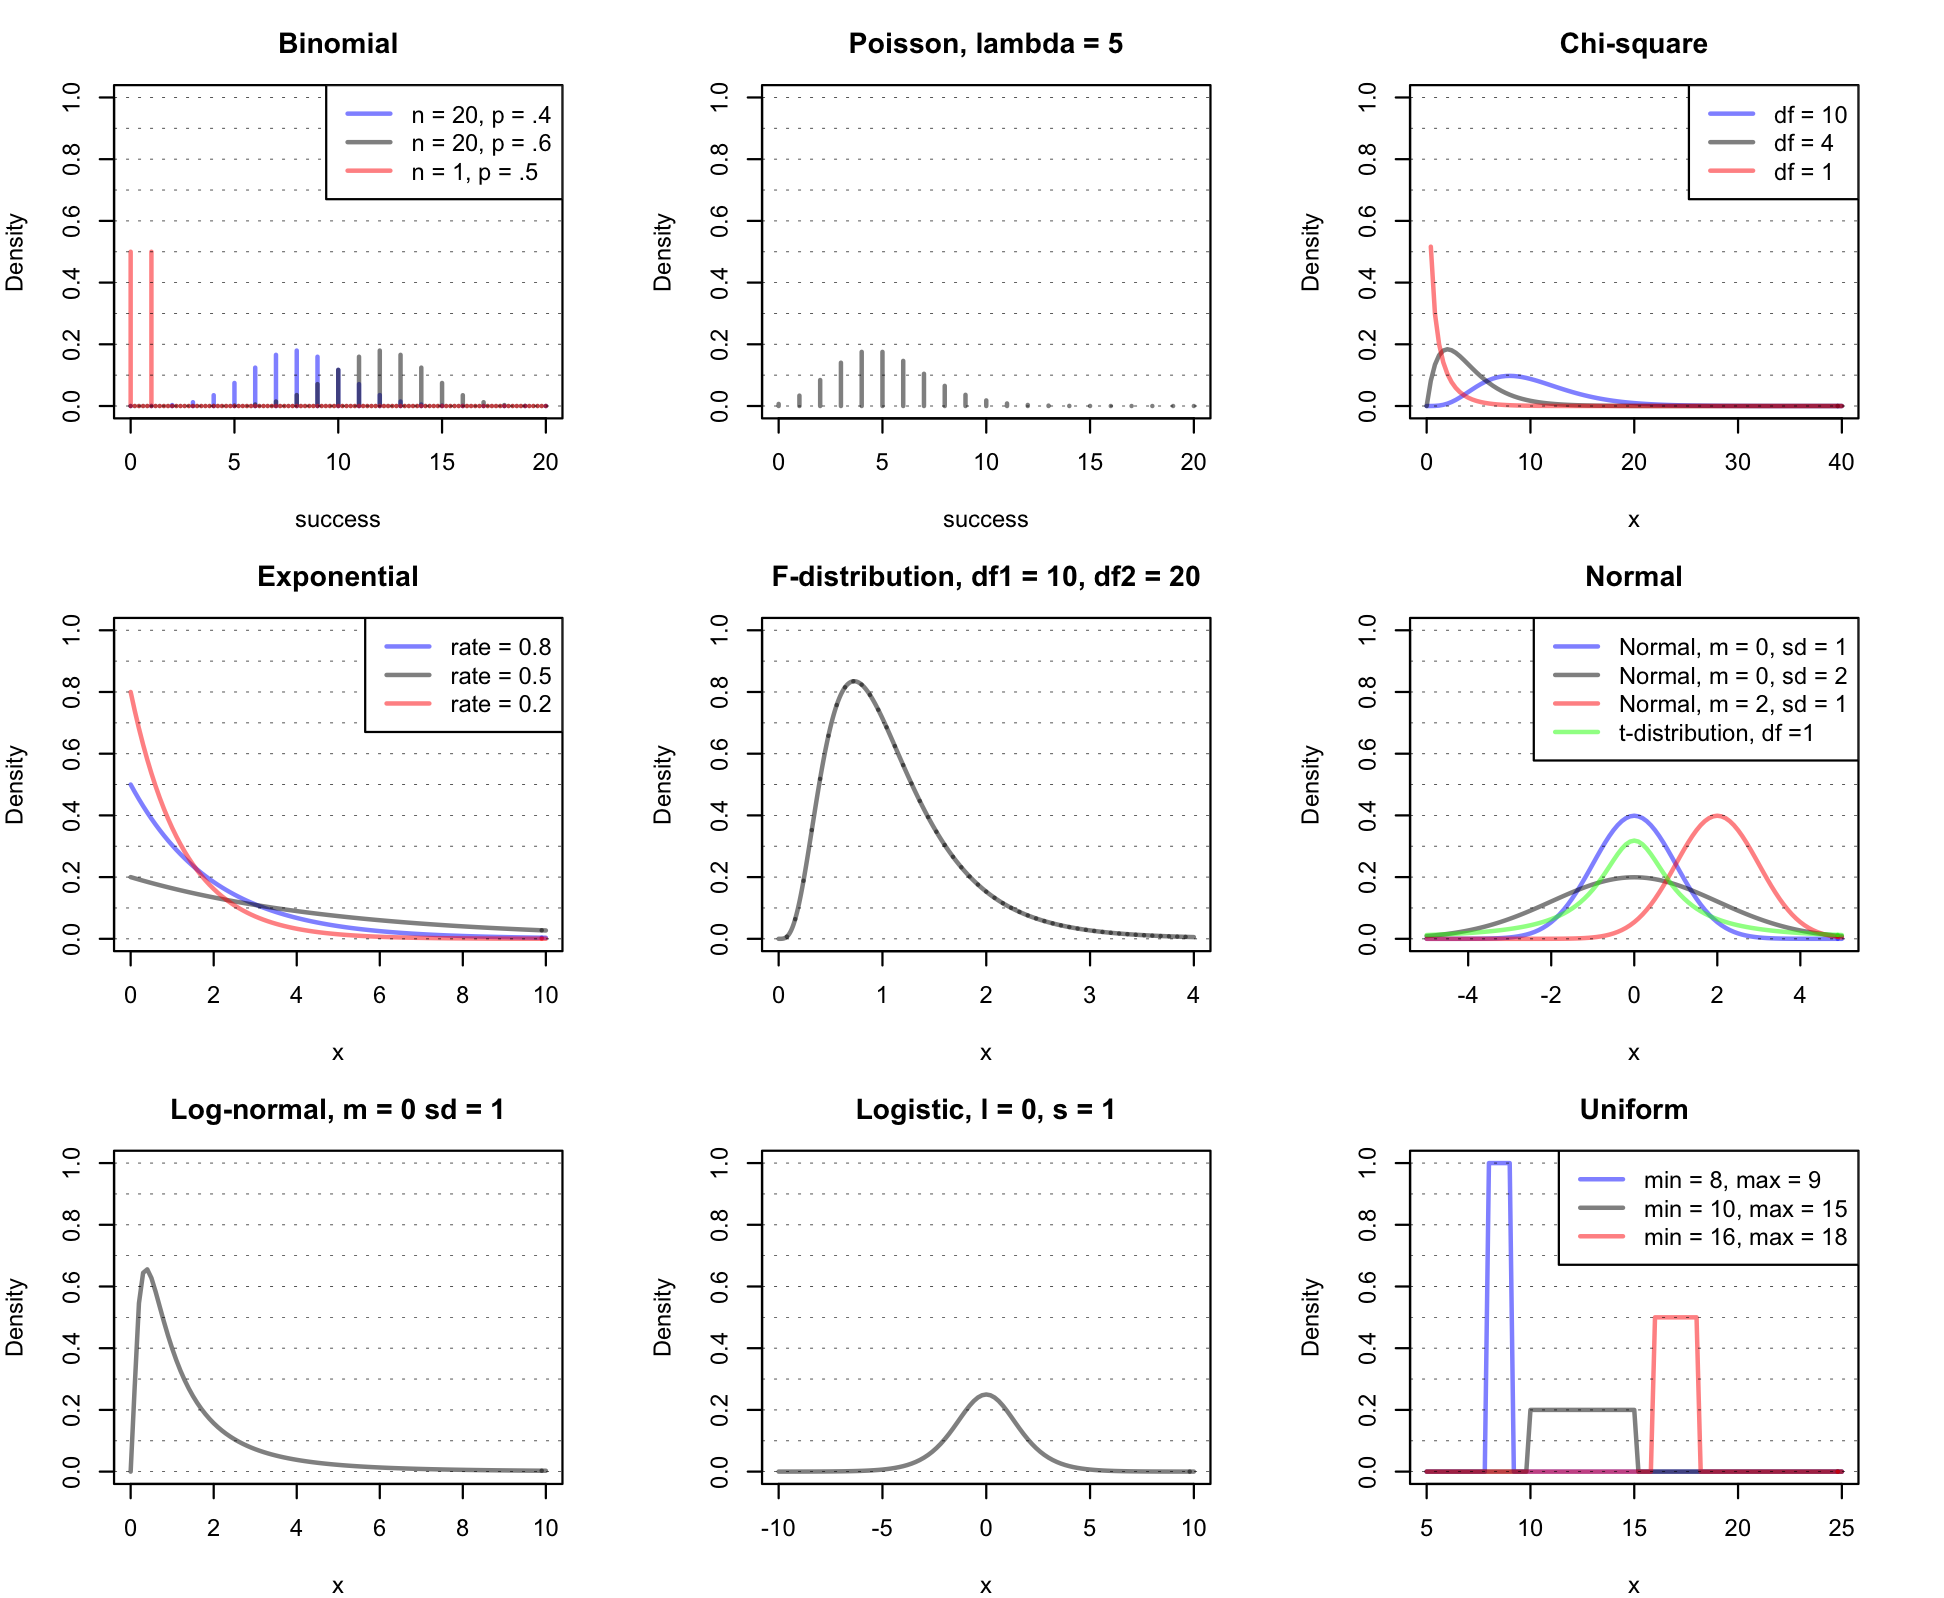 Binomial
Density
0.0 0.2 0.4 0.6 0.8 1.0
n = 20, p = .4
n = 20, p = .6
n = 1, p = .5
0 5 10 15 20
success
Poisson, lambda = 5
Density
0.0 0.2 0.4 0.6 0.8 1.0
0 5 10 15 20
success
Chi-square
Density
0.0 0.2 0.4 0.6 0.8 1.0
df = 10
df = 4
df = 1
0 10 20 30 40
x
Exponential
Density
0.0 0.2 0.4 0.6 0.8 1.0
rate = 0.8
rate = 0.5
rate = 0.2
0 2 4 6 8 10
x
F-distribution, df1 = 10, df2 = 20
Density
0.0 0.2 0.4 0.6 0.8 1.0
0 1 2 3 4
x
Normal
Density
0.0 0.2 0.4 0.6 0.8 1.0
Normal, m = 0, sd = 1
Normal, m = 0, sd = 2
Normal, m = 2, sd = 1
t-distribution, df =1
-4 -2 0 2 4
x
Log-normal, m = 0 sd = 1
Density
0.0 0.2 0.4 0.6 0.8 1.0
0 2 4 6 8 10
x
Logistic, l = 0, s = 1
Density
0.0 0.2 0.4 0.6 0.8 1.0
-10 -5 0 5 10
x
Uniform
Density
0.0 0.2 0.4 0.6 0.8 1.0
min = 8, max = 9
min = 10, max = 15
min = 16, max = 18
5 10 15 20 25
x